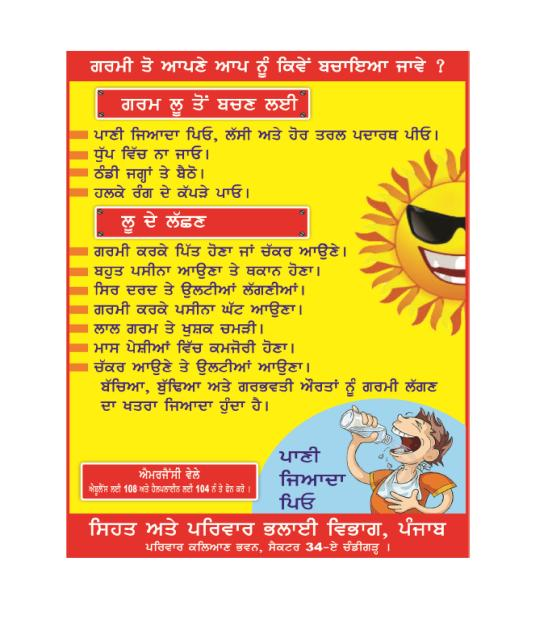 ਗਰਮੀ ਤੋ ਆਪਣੇ ਆਪ ਨੂੰ ਕਿਵੇਂ ਬਚਾਇਆ ਜਾਵੇ ?
ਗਰਮ ਲੂ ਤੋਂ ਬਚਣ ਲਈ
ਪਾਣੀ ਜਿਆਦਾ ਪਿਓ, ਲੱਸੀ ਅਤੇ ਹੋਰ ਤਰਲ ਪਦਾਰਥ ਪੀਓ।
ਧੁੱਪ ਵਿੱਚ ਨਾ ਜਾਓ।
ਠੰਡੀ ਜਗ੍ਹਾਂ ਤੇ ਬੈਠੋ।
ਹਲਕੇ ਰੰਗ ਦੇ ਕੱਪੜੇ ਪਾਓ।
ਲੂ ਦੇ ਲੱਛਣ
ਗਰਮੀ ਕਰਕੇ ਪਿੱਤ ਹੋਣਾ ਜਾਂ ਚੱਕਰ ਆਉਣੇ।
ਬਹੁਤ ਪਸੀਨਾ ਆਉਣਾ ਤੇ ਥਕਾਨ ਹੋਣਾ।
ਸਿਰ ਦਰਦ ਤੇ ਉਲਟੀਆਂ ਲੱਗਣੀਆਂ।
ਗਰਮੀ ਕਰਕੇ ਪਸੀਨਾ ਘੱਟ ਆਉਣਾ।
ਲਾਲ ਗਰਮ ਤੇ ਖੁਸ਼ਕ ਚਮੜੀ।
ਮਾਸ ਪੇਸ਼ੀਆਂ ਵਿੱਚ ਕਮਜੋਰੀ ਹੋਣਾ।
ਚੱਕਰ ਆਉਣੇ ਤੇ ਉਲਟੀਆਂ ਆਉਣਾ।
ਬੱਚਿਆ, ਬੁੱਢਿਆ ਅਤੇ ਗਰਭਵਤੀ ਔਰਤਾਂ ਨੂੰ ਗਰਮੀ ਲੱਗਣ
ਦਾ ਖਤਰਾ ਜਿਆਦਾ ਹੁੰਦਾ ਹੈ।
ਪਾਣੀ
ਜਿਆਦਾ
ਪਿਓ
ਐਮਰਜੈਂਸੀ ਵੇਲੇ
ਐਬੂਲੈਂਸ ਲਈ 108 ਅਤੇ ਹੈਲਪਲਾਈਨ ਲਈ 104 ਨੰ ਤੇ ਫੋਨ ਕਰੋ ।
ਸਿਹਤ ਅਤੇ ਪਰਿਵਾਰ ਭਲਾਈ ਵਿਭਾਗ, ਪੰਜਾਬ
ਪਰਿਵਾਰ ਕਲਿਆਣ ਭਵਨ, ਸੈਕਟਰ 34-ਏ ਚੰਡੀਗੜ੍ਹ ।